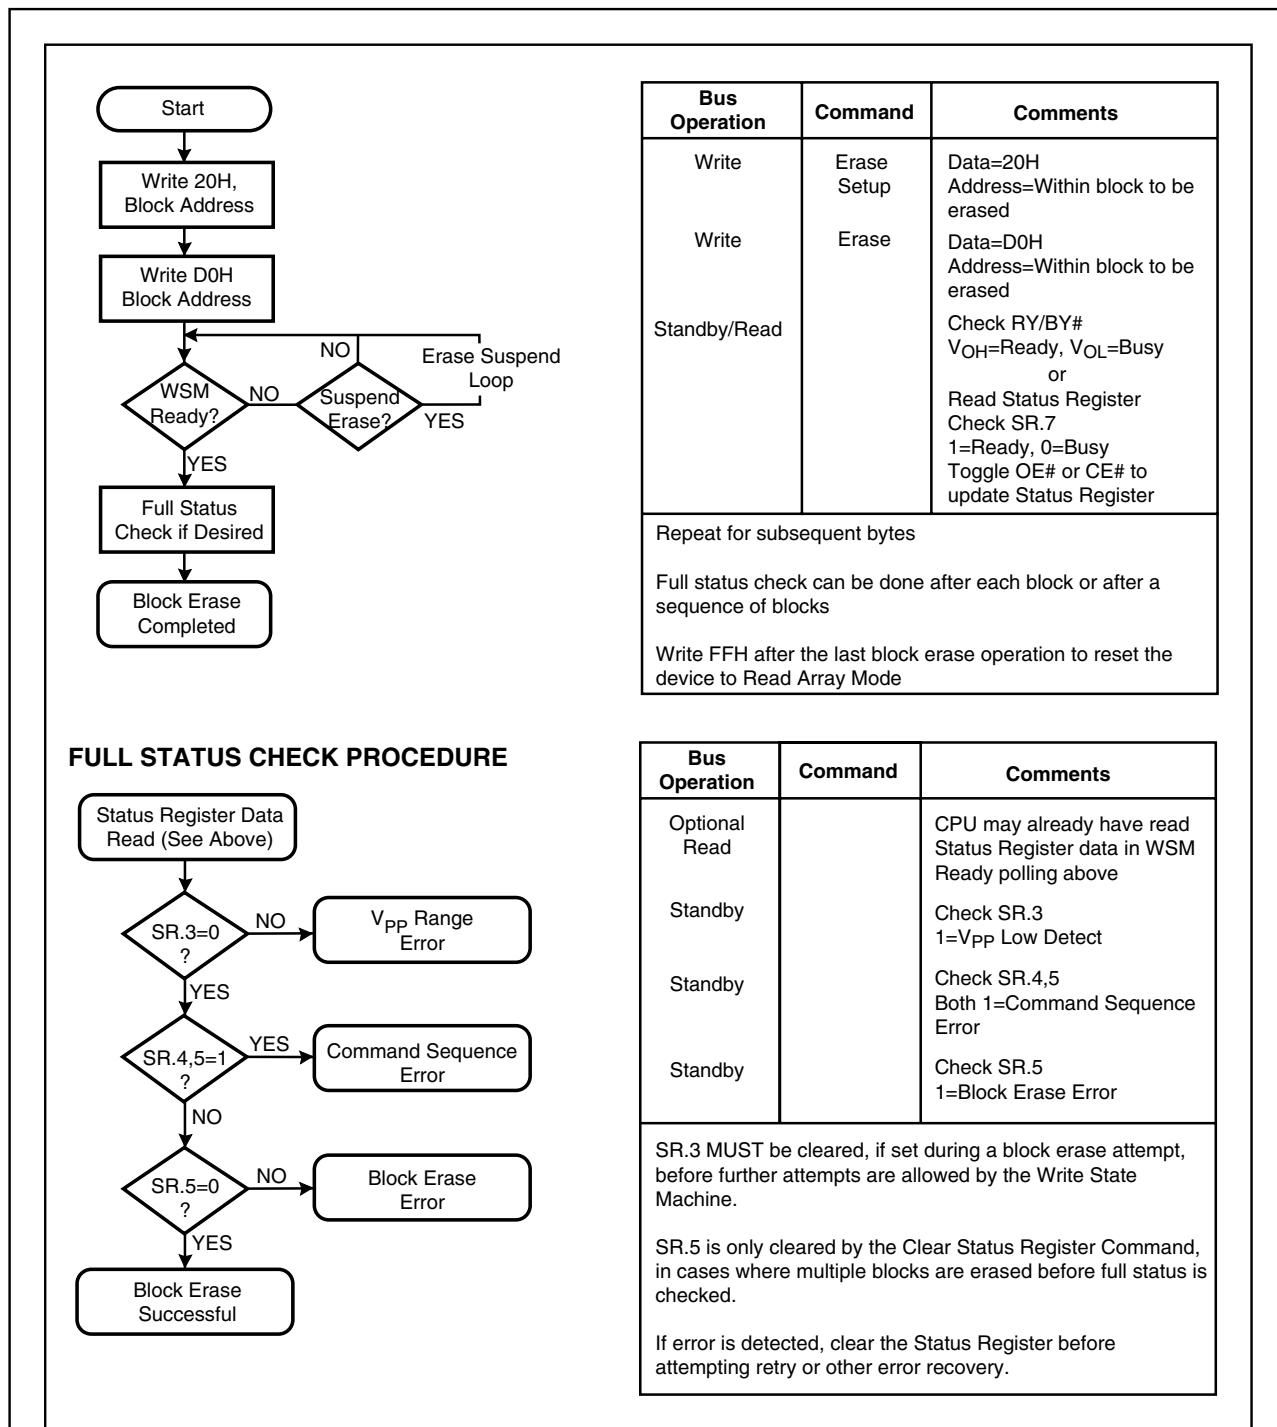 Start
Write 20H,
Block Address
Write D0H
Block Address
NO
Erase Suspend
Loop
WSM
Ready?
NO
Suspend
Erase?
YES
YES
Full Status
Check if Desired
Block Erase
Completed
Bus
Operation
Command
Comments
Write
Erase
Setup
Data=20H
Address=Within block to be
erased
Write
Erase
Data=D0H
Address=Within block to be
erased
Standby/Read
Check RY/BY#
VOH=Ready, VOL=Busy
or
Read Status Register
Check SR.7
1=Ready, 0=Busy
Toggle OE# or CE# to
update Status Register
Repeat for subsequent bytes
Full status check can be done after each block or after a
sequence of blocks
Write FFH after the last block erase operation to reset the
device to Read Array Mode
FULL STATUS CHECK PROCEDURE
Status Register Data
Read (See Above)
SR.3=0
?
NO
VPP Range
Error
YES
SR.4,5=1
?
YES
Command Sequence
Error
NO
SR.5=0
?
NO
Block Erase
Error
YES
Block Erase
Successful
Bus
Operation
Command
Comments
Optional
Read
CPU may already have read
Status Register data in WSM
Ready polling above
Standby
Check SR.3
1=VPP Low Detect
Standby
Check SR.4,5
Both 1=Command Sequence
Error
Standby
Check SR.5
1=Block Erase Error
SR.3 MUST be cleared, if set during a block erase attempt,
before further attempts are allowed by the Write State
Machine.
SR.5 is only cleared by the Clear Status Register Command,
in cases where multiple blocks are erased before full status is
checked.
If error is detected, clear the Status Register before
attempting retry or other error recovery.